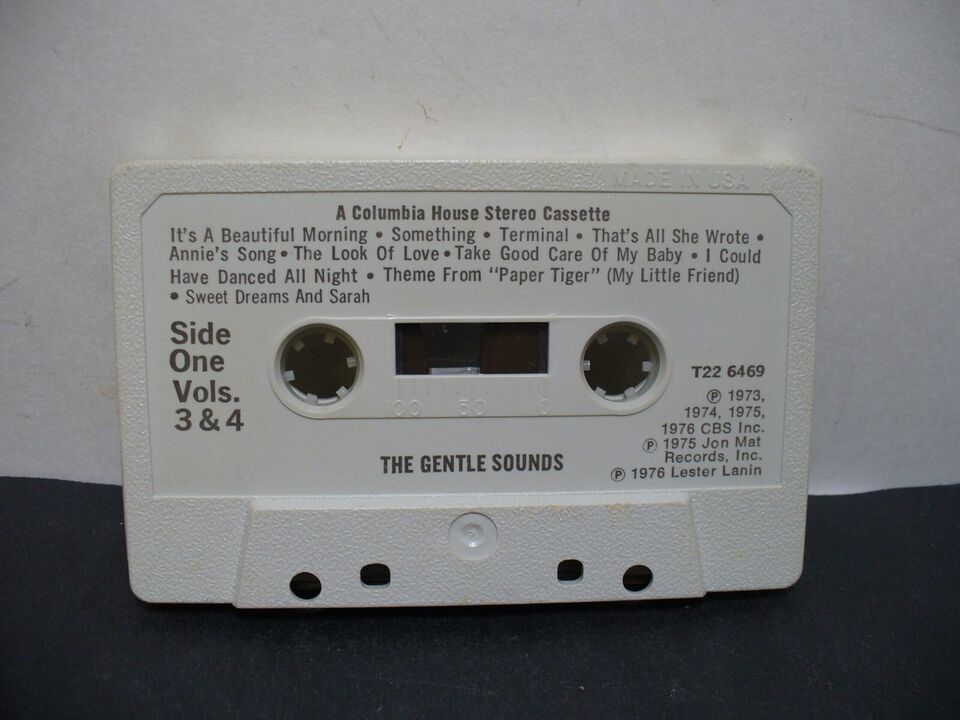 MADE IN USA
A Columbia House Stereo Cassette
It's A Beautiful Morning • Something • Terminal • That's All She Wrote •
Annie's Song • The Look Of Love • Take Good Care Of My Baby • I Could
Have Danced All Night • Theme From "Paper Tiger" (My Little Friend)
• Sweet Dreams And Sarah
Side
One
Vols.
3 & 4
100 50 0
T22 6469
Ⓟ 1973,
1974, 1975,
1976 CBS Inc.
Ⓟ 1975 Jon Mat
Records, Inc.
Ⓟ 1976 Lester Lanin
THE GENTLE SOUNDS